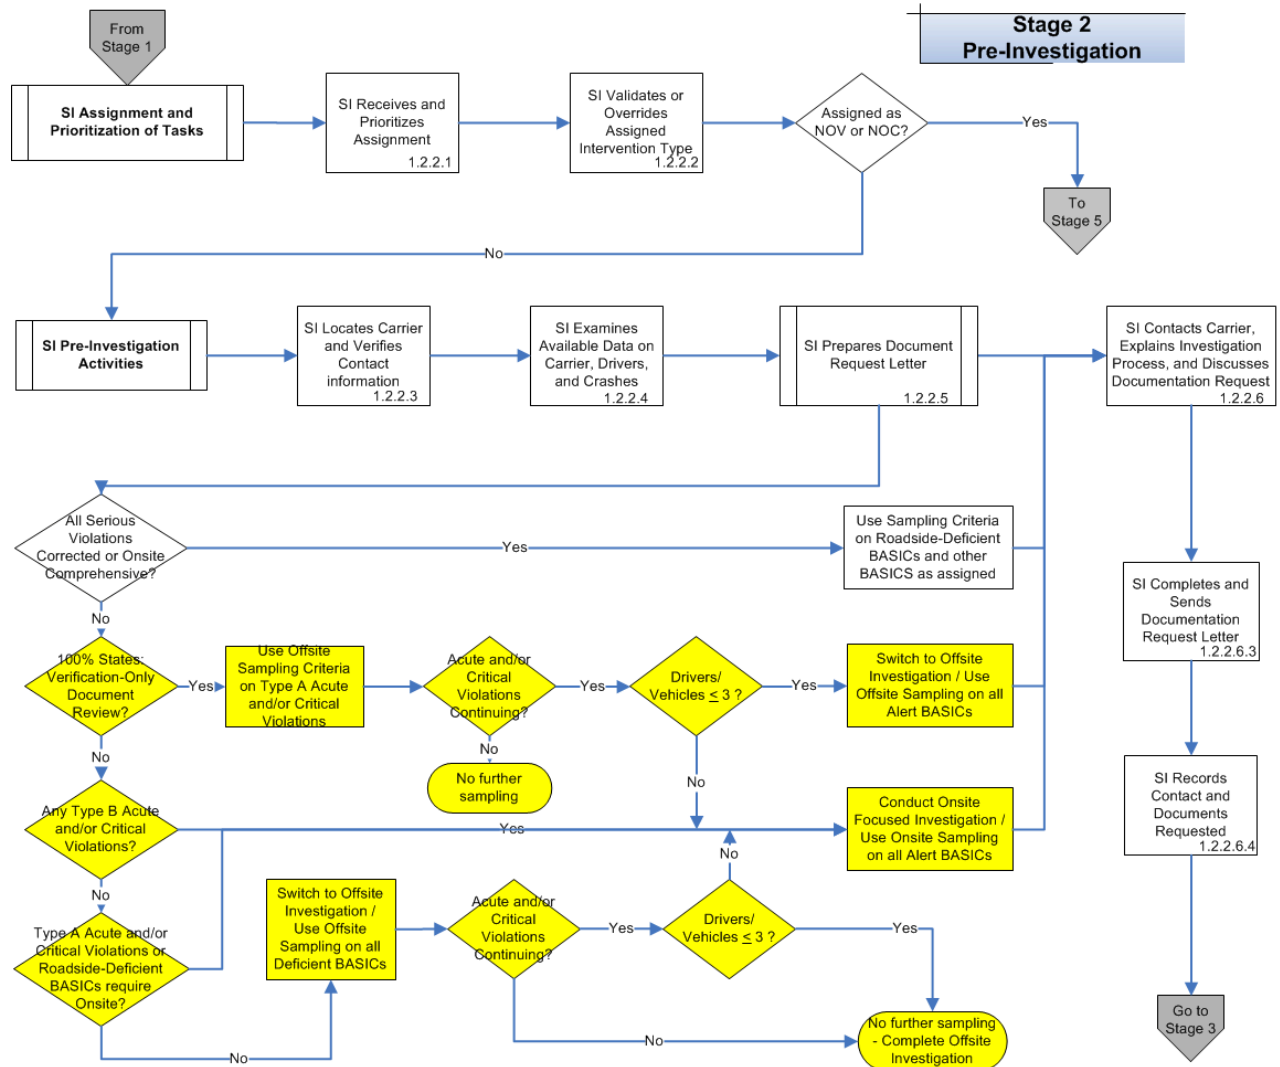 From
Stage 1
Stage 2
Pre-Investigation
SI Assignment and
Prioritization of Tasks
SI Receives and
Prioritizes
Assignment
1.2.2.1
SI Validates or
Overrides
Assigned
Intervention Type
1.2.2.2
Assigned as
NOV or NOC?
Yes
To
Stage 5
No
SI Pre-Investigation
Activities
SI Locates Carrier
and Verifies
Contact
information
1.2.2.3
SI Examines
Available Data on
Carrier, Drivers,
and Crashes
1.2.2.4
SI Prepares Document
Request Letter
1.2.2.5
SI Contacts Carrier,
Explains Investigation
Process, and Discusses
Documentation Request
1.2.2.6
All Serious
Violations
Corrected or Onsite
Comprehensive?
Yes
Use Sampling Criteria
on Roadside-Deficient
BASICs and other
BASICS as assigned
SI Completes and
Sends
Documentation
Request Letter
1.2.2.6.3
No
100% States:
Verification-Only
Document
Review?
Yes
Use Offsite
Sampling Criteria
on Type A Acute
and/or Critical
Violations
Acute and/or
Critical
Violations
Continuing?
Yes
Drivers/
Vehicles ≤ 3 ?
Yes
Switch to Offsite
Investigation / Use
Offsite Sampling on all
Alert BASICs
No
No further
sampling
No
No
SI Records
Contact and
Documents
Requested
1.2.2.6.4
Any Type B Acute
and/or Critical
Violations?
Yes
Conduct Onsite
Focused Investigation /
Use Onsite Sampling
on all Alert BASICs
No
No
Type A Acute and/or
Critical Violations or
Roadside-Deficient
BASICs require
Onsite?
Switch to Offsite
Investigation /
Use Offsite
Sampling on all
Deficient BASICs
Acute and/or
Critical
Violations
Continuing?
Yes
Drivers/
Vehicles ≤ 3 ?
Yes
No
No
No further sampling
- Complete Offsite
Investigation
Go to
Stage 3